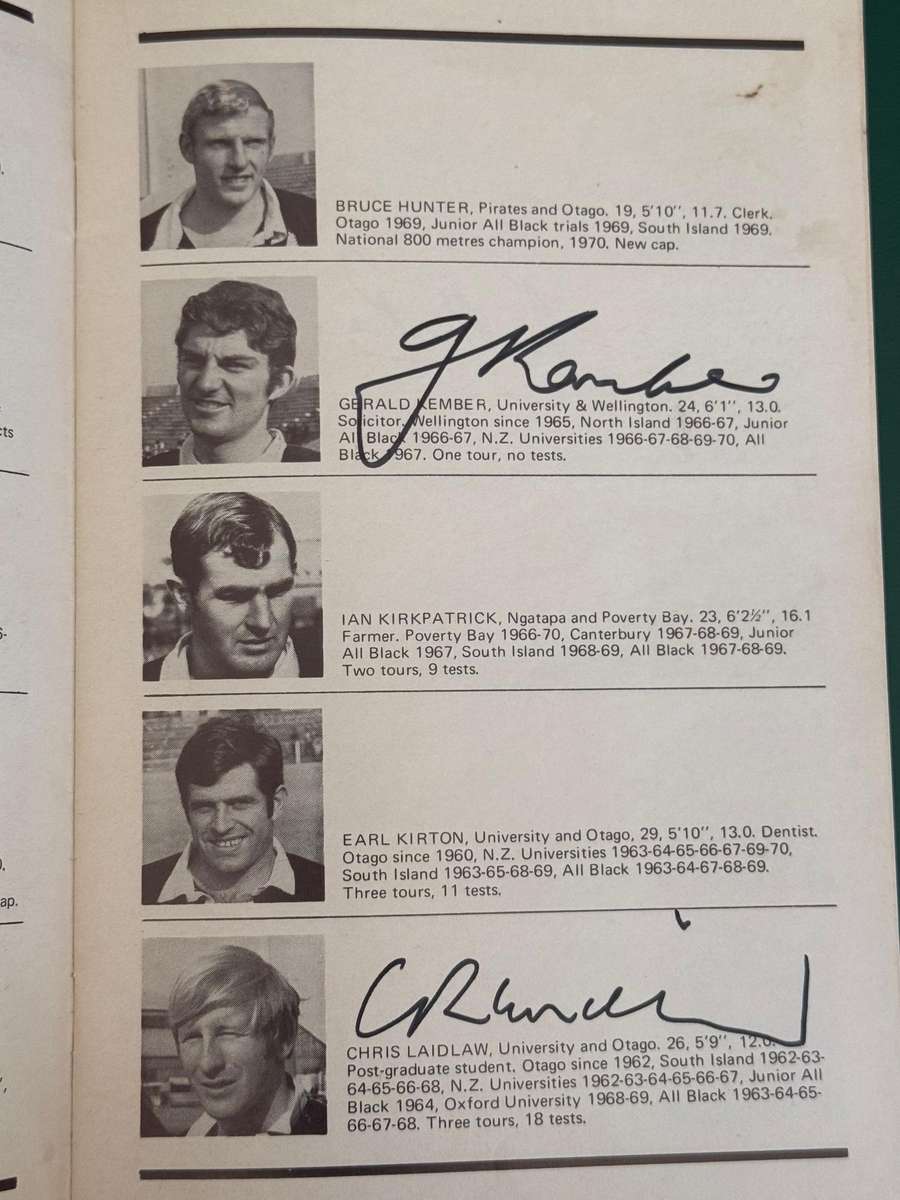 BRUCE HUNTER, Pirates and Otago. 19, 5'10'', 11.7. Clerk.
Otago 1969, Junior All Black trials 1969, South Island 1969.
National 800 metres champion, 1970. New cap.
G Kember
GERALD KEMBER, University & Wellington. 24, 6'1'', 13.0.
Solicitor. Wellington since 1965, North Island 1966-67, Junior
All Black 1966-67, N.Z. Universities 1966-67-68-69-70, All
Black 1967. One tour, no tests.
IAN KIRKPATRICK, Ngatapa and Poverty Bay. 23, 6'2½'', 16.1
Farmer. Poverty Bay 1966-70, Canterbury 1967-68-69, Junior
All Black 1967, South Island 1968-69, All Black 1967-68-69.
Two tours, 9 tests.
EARL KIRTON, University and Otago, 29, 5'10'', 13.0. Dentist.
Otago since 1960, N.Z. Universities 1963-64-65-66-67-69-70,
South Island 1963-65-68-69, All Black 1963-64-67-68-69.
Three tours, 11 tests.
CHRIS LAIDLAW, University and Otago. 26, 5'9'', 12.0.
Post-graduate student. Otago since 1962, South Island 1962-63-
64-65-66-68, N.Z. Universities 1962-63-64-65-66-67, Junior All
Black 1964, Oxford University 1968-69, All Black 1963-64-65-
66-67-68. Three tours, 18 tests.
cts
ap.